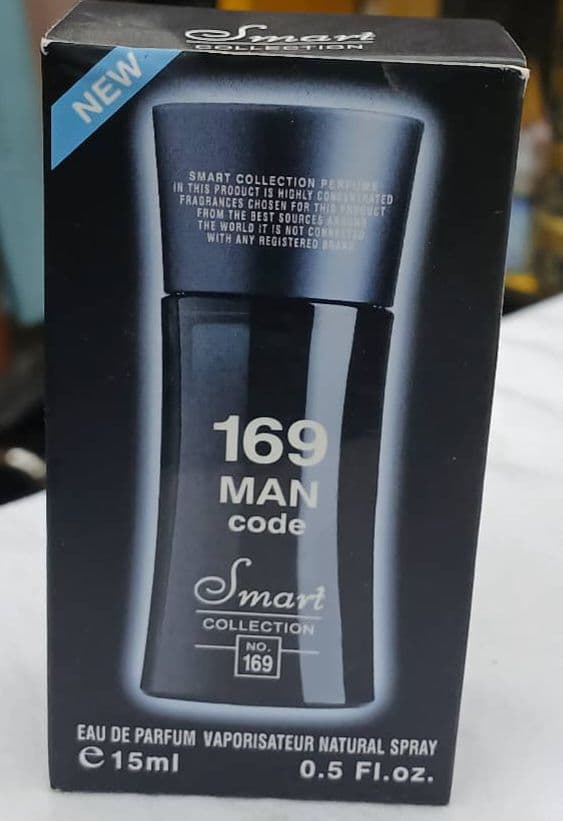 Smart
COLLECTION
NEW
SMART COLLECTION PERFUME
IN THIS PRODUCT IS HIGHLY CONCENTRATED
FRAGRANCES CHOSEN FOR THIS PRODUCT
FROM THE BEST SOURCES AROUND
THE WORLD IT IS NOT CONNECTED
WITH ANY REGISTERED BRAND
169
MAN
code
Smart
COLLECTION
NO.
169
EAU DE PARFUM VAPORISATEUR NATURAL SPRAY
e 15ml 0.5 Fl.oz.